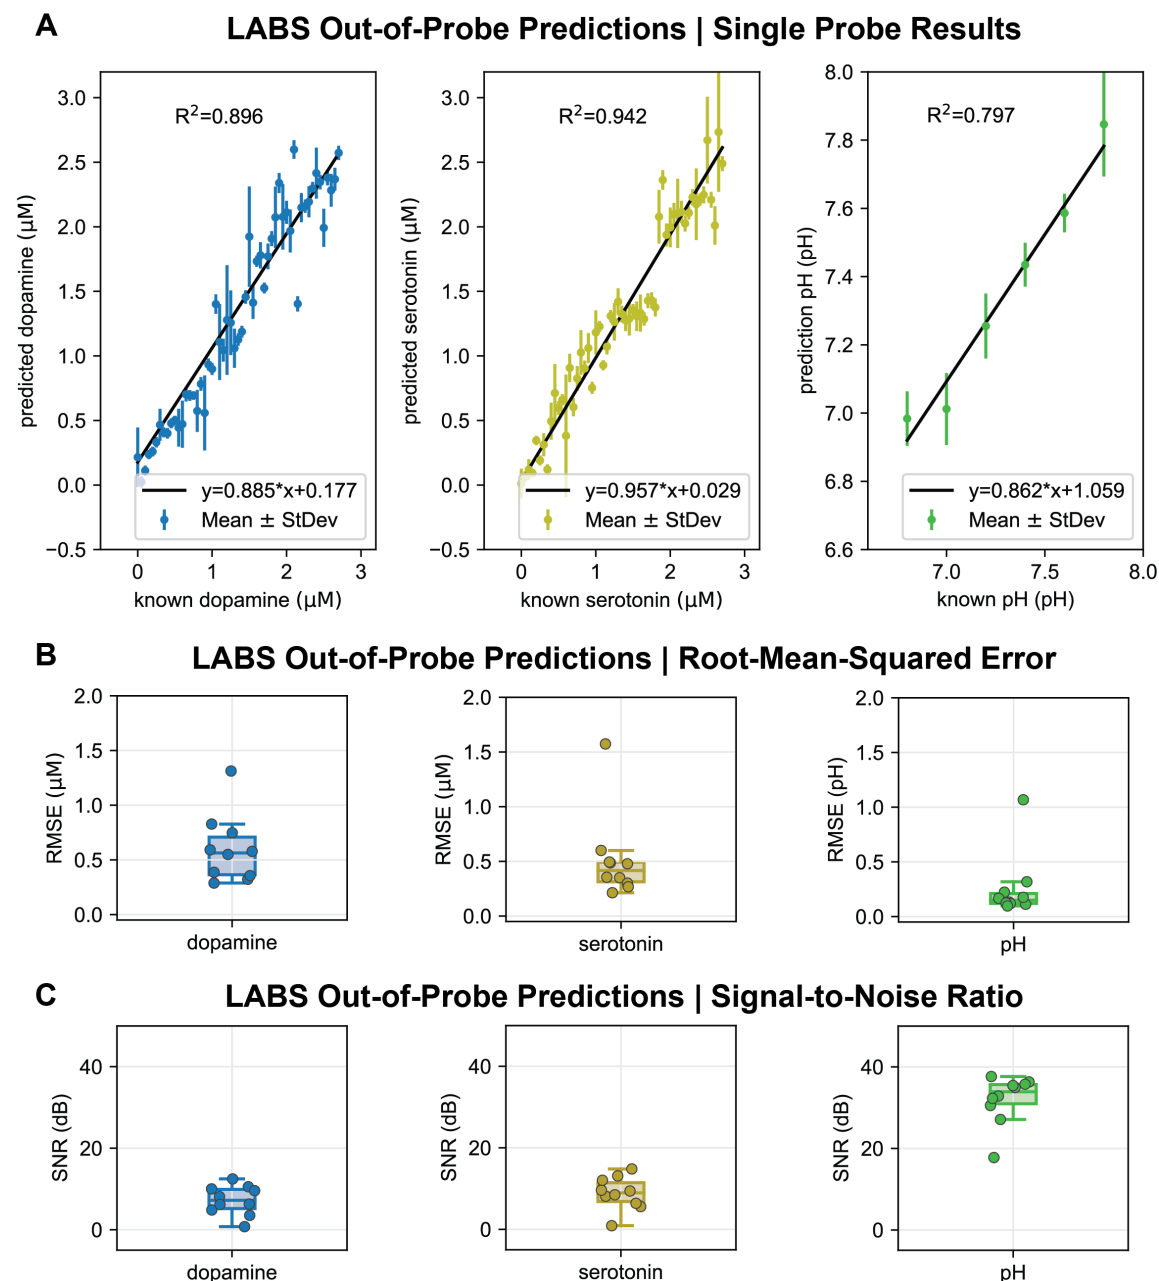 A
LABS Out-of-Probe Predictions | Single Probe Results
predicted dopamine (μM)
3.0
2.5
2.0
1.5
1.0
0.5
0.0
−0.5
R²=0.896
y=0.885*x+0.177
Mean ± StDev
0 1 2 3
known dopamine (μM)
predicted serotonin (μM)
3.0
2.5
2.0
1.5
1.0
0.5
0.0
−0.5
R²=0.942
y=0.957*x+0.029
Mean ± StDev
0 1 2 3
known serotonin (μM)
prediction pH (pH)
8.0
7.8
7.6
7.4
7.2
7.0
6.8
6.6
R²=0.797
y=0.862*x+1.059
Mean ± StDev
7.0 7.5 8.0
known pH (pH)
B
LABS Out-of-Probe Predictions | Root-Mean-Squared Error
RMSE (μM)
2.0
1.5
1.0
0.5
0.0
dopamine
RMSE (μM)
2.0
1.5
1.0
0.5
0.0
serotonin
RMSE (pH)
2.0
1.5
1.0
0.5
0.0
pH
C
LABS Out-of-Probe Predictions | Signal-to-Noise Ratio
SNR (dB)
40
20
0
dopamine
SNR (dB)
40
20
0
serotonin
SNR (dB)
40
20
0
pH